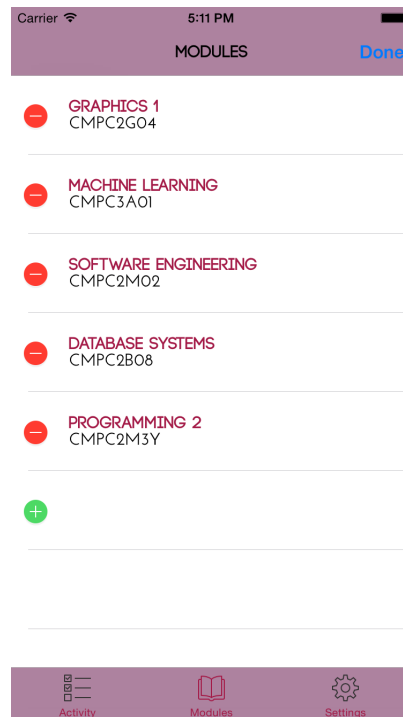 Carrier 5:11 PM
MODULES Done
GRAPHICS 1
CMPC2G04
MACHINE LEARNING
CMPC3A01
SOFTWARE ENGINEERING
CMPC2M02
DATABASE SYSTEMS
CMPC2B08
PROGRAMMING 2
CMPC2M3Y
Activity Modules Settings